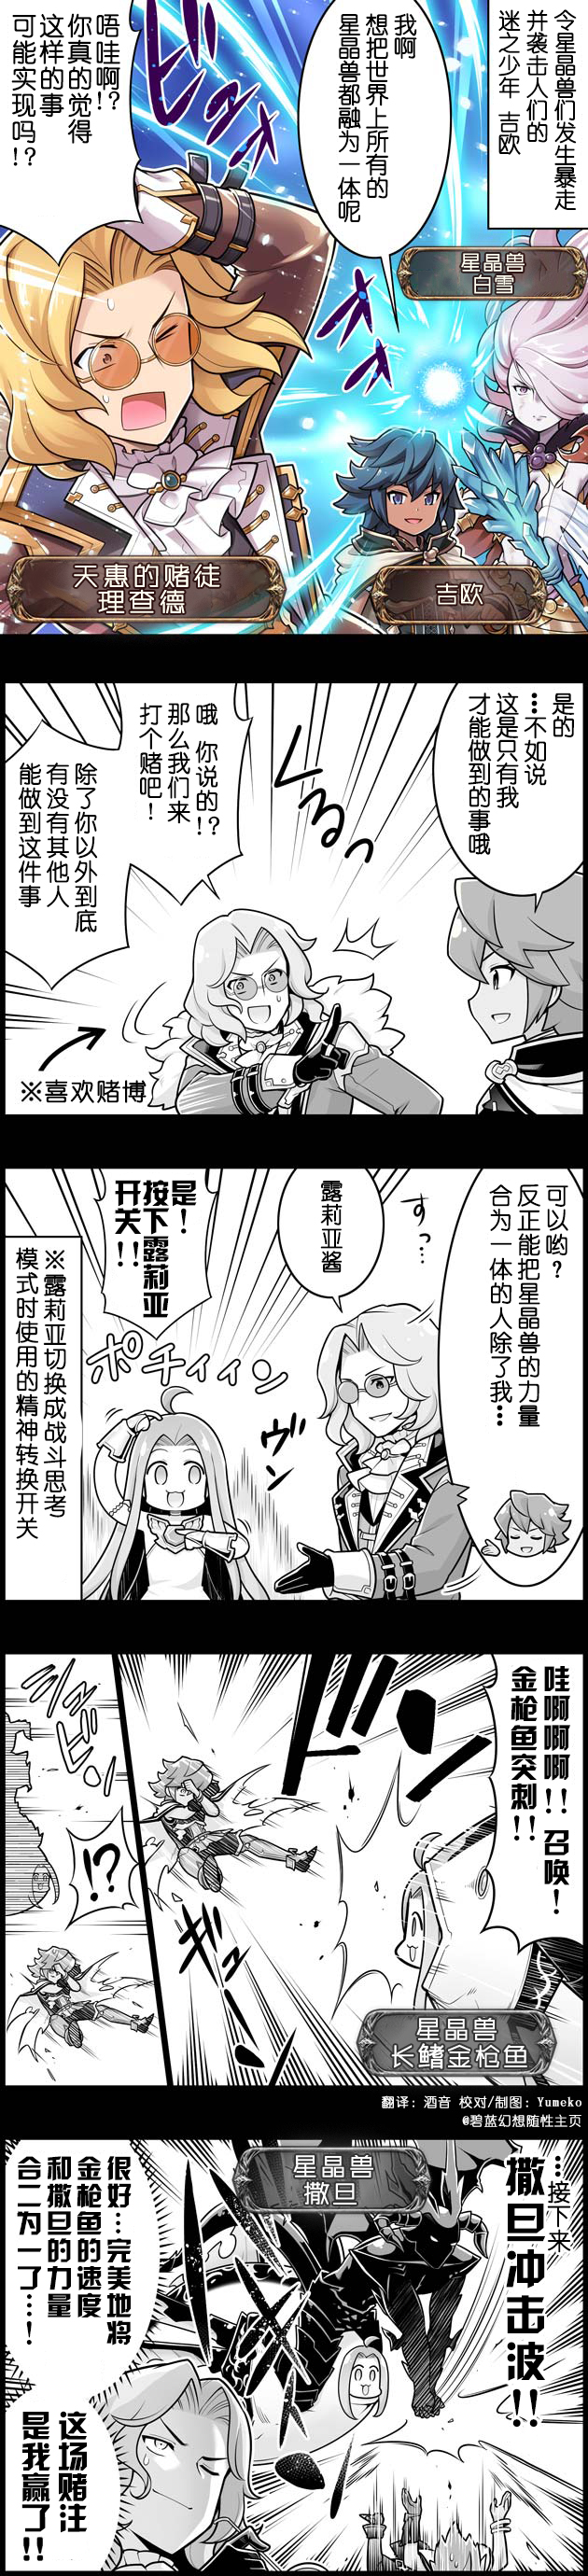 令星晶兽们发生暴走
并袭击人们的
迷之少年 吉欧
我啊
想把世界上所有的
星晶兽都融为一体呢
唔哇啊!?
你真的觉得
这样的事
可能实现吗!?
星晶兽
白雪
天惠的赌徒
理查德
吉欧
是的
…不如说
这是只有我
才能做到的事哦
くるっ
哦 你说的!?
那么我们来
打个赌吧!
除了你以外到底
有没有其他人
能做到这件事
※喜欢赌博
可以哟?
反正能把星晶兽的力量
合为一体的人除了我…
すっ…
露莉亚酱
是!
按下露莉亚
开关!!
ポチィィン
ヴン
※露莉亚切换成战斗思考
模式时使用的精神转换开关
哇啊啊啊!! 召唤!
金枪鱼突刺!!
!?
星晶兽
长鳍金枪鱼
翻译: 酒音 校对/制图: Yumeko
@碧蓝幻想随性主页
…接下来
撒旦冲击波!!
星晶兽
撒旦
很好…完美地将
金枪鱼的速度
和撒旦的力量
合二为一了…!
这场赌注
是我赢了!!